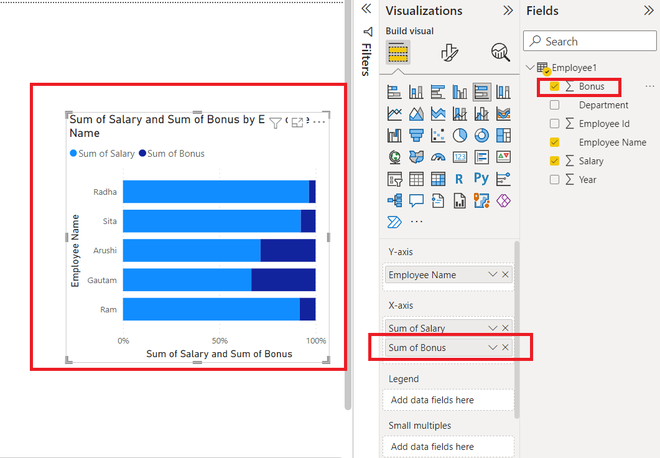 Sum of Salary and Sum of Bonus by E
Name
Sum of Salary
Sum of Bonus
Employee Name
Radha
Sita
Arushi
Gautam
Ram
0%
50%
100%
Sum of Salary and Sum of Bonus
Filters
Visualizations
Build visual
123
R
Py
Y-axis
Employee Name
X-axis
Sum of Salary
Sum of Bonus
Legend
Add data fields here
Small multiples
Add data fields here
Fields
Search
Employee1
Bonus
Department
Employee Id
Employee Name
Salary
Year